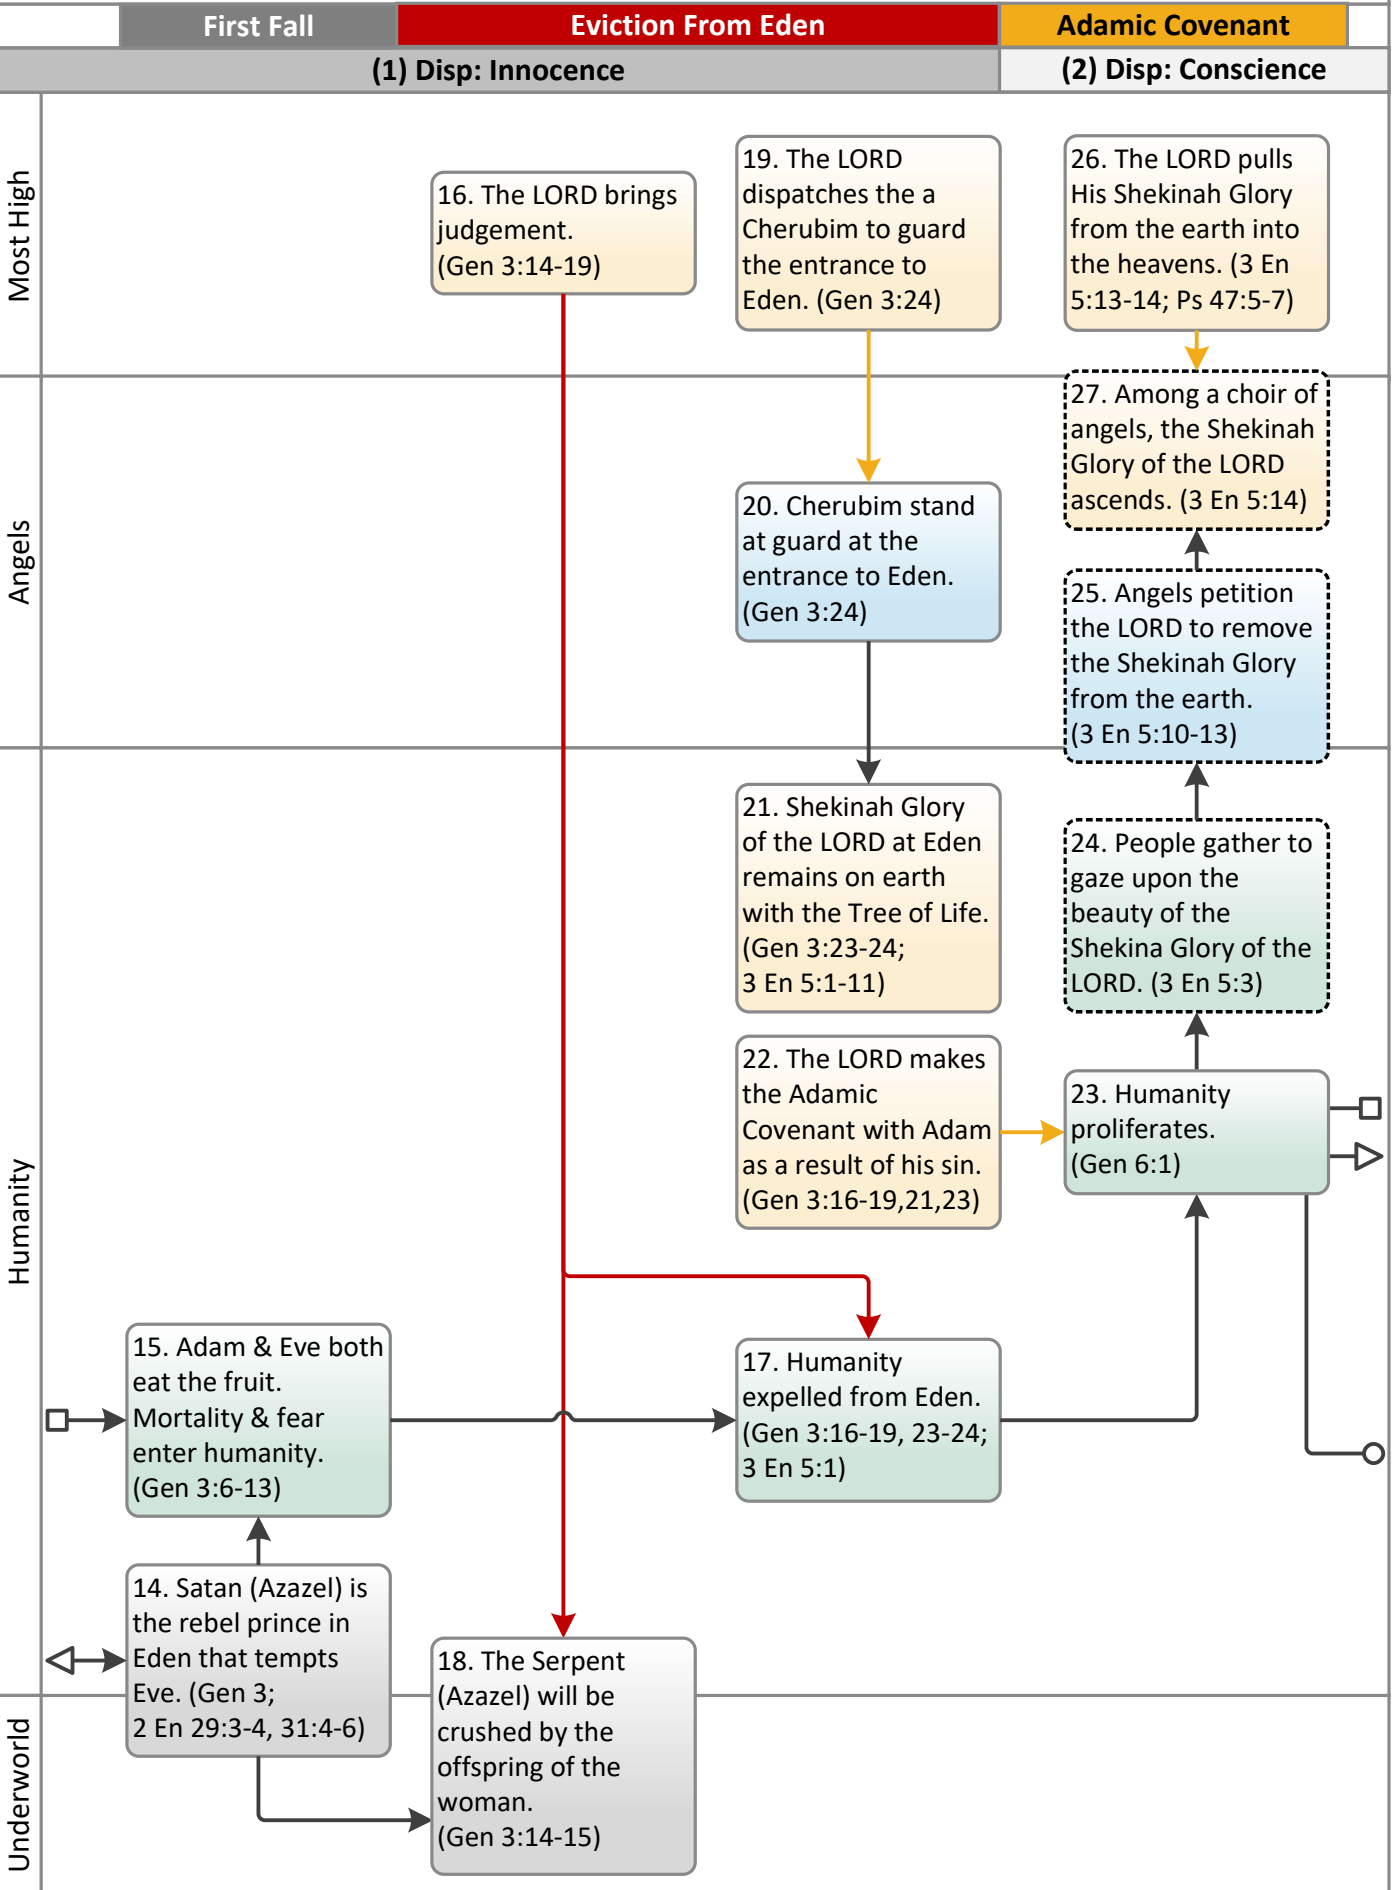 First Fall
Eviction From Eden
Adamic Covenant
(1) Disp: Innocence
(2) Disp: Conscience
Most High
16. The LORD brings
judgement.
(Gen 3:14-19)
19. The LORD
dispatches the a
Cherubim to guard
the entrance to
Eden. (Gen 3:24)
26. The LORD pulls
His Shekinah Glory
from the earth into
the heavens. (3 En
5:13-14; Ps 47:5-7)
Angels
27. Among a choir of
angels, the Shekinah
Glory of the LORD
ascends. (3 En 5:14)
20. Cherubim stand
at guard at the
entrance to Eden.
(Gen 3:24)
25. Angels petition
the LORD to remove
the Shekinah Glory
from the earth.
(3 En 5:10-13)
Humanity
21. Shekinah Glory
of the LORD at Eden
remains on earth
with the Tree of Life.
(Gen 3:23-24;
3 En 5:1-11)
24. People gather to
gaze upon the
beauty of the
Shekina Glory of the
LORD. (3 En 5:3)
22. The LORD makes
the Adamic
Covenant with Adam
as a result of his sin.
(Gen 3:16-19,21,23)
23. Humanity
proliferates.
(Gen 6:1)
15. Adam & Eve both
eat the fruit.
Mortality & fear
enter humanity.
(Gen 3:6-13)
17. Humanity
expelled from Eden.
(Gen 3:16-19, 23-24;
3 En 5:1)
14. Satan (Azazel) is
the rebel prince in
Eden that tempts
Eve. (Gen 3;
2 En 29:3-4, 31:4-6)
18. The Serpent
(Azazel) will be
crushed by the
offspring of the
woman.
(Gen 3:14-15)
Underworld